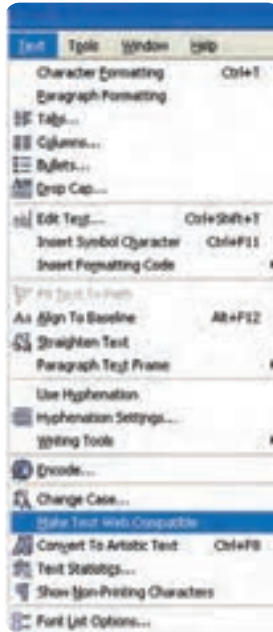 Text Tools Window Help
Character Formatting Ctrl+T
Paragraph Formatting
Tabs...
Columns...
Bullets...
Drop Cap...
Edit Text... Ctrl+Shift+T
Insert Symbol Character Ctrl+F11
Insert Formatting Code
Fit Text To Path
Align To Baseline Alt+F12
Straighten Text
Paragraph Text Frame
Use Hyphenation
Hyphenation Settings...
Writing Tools
Encode...
Change Case...
Make Text Web Compatible
Convert To Artistic Text Ctrl+F8
Text Statistics...
Show Non-Printing Characters
Font List Options...